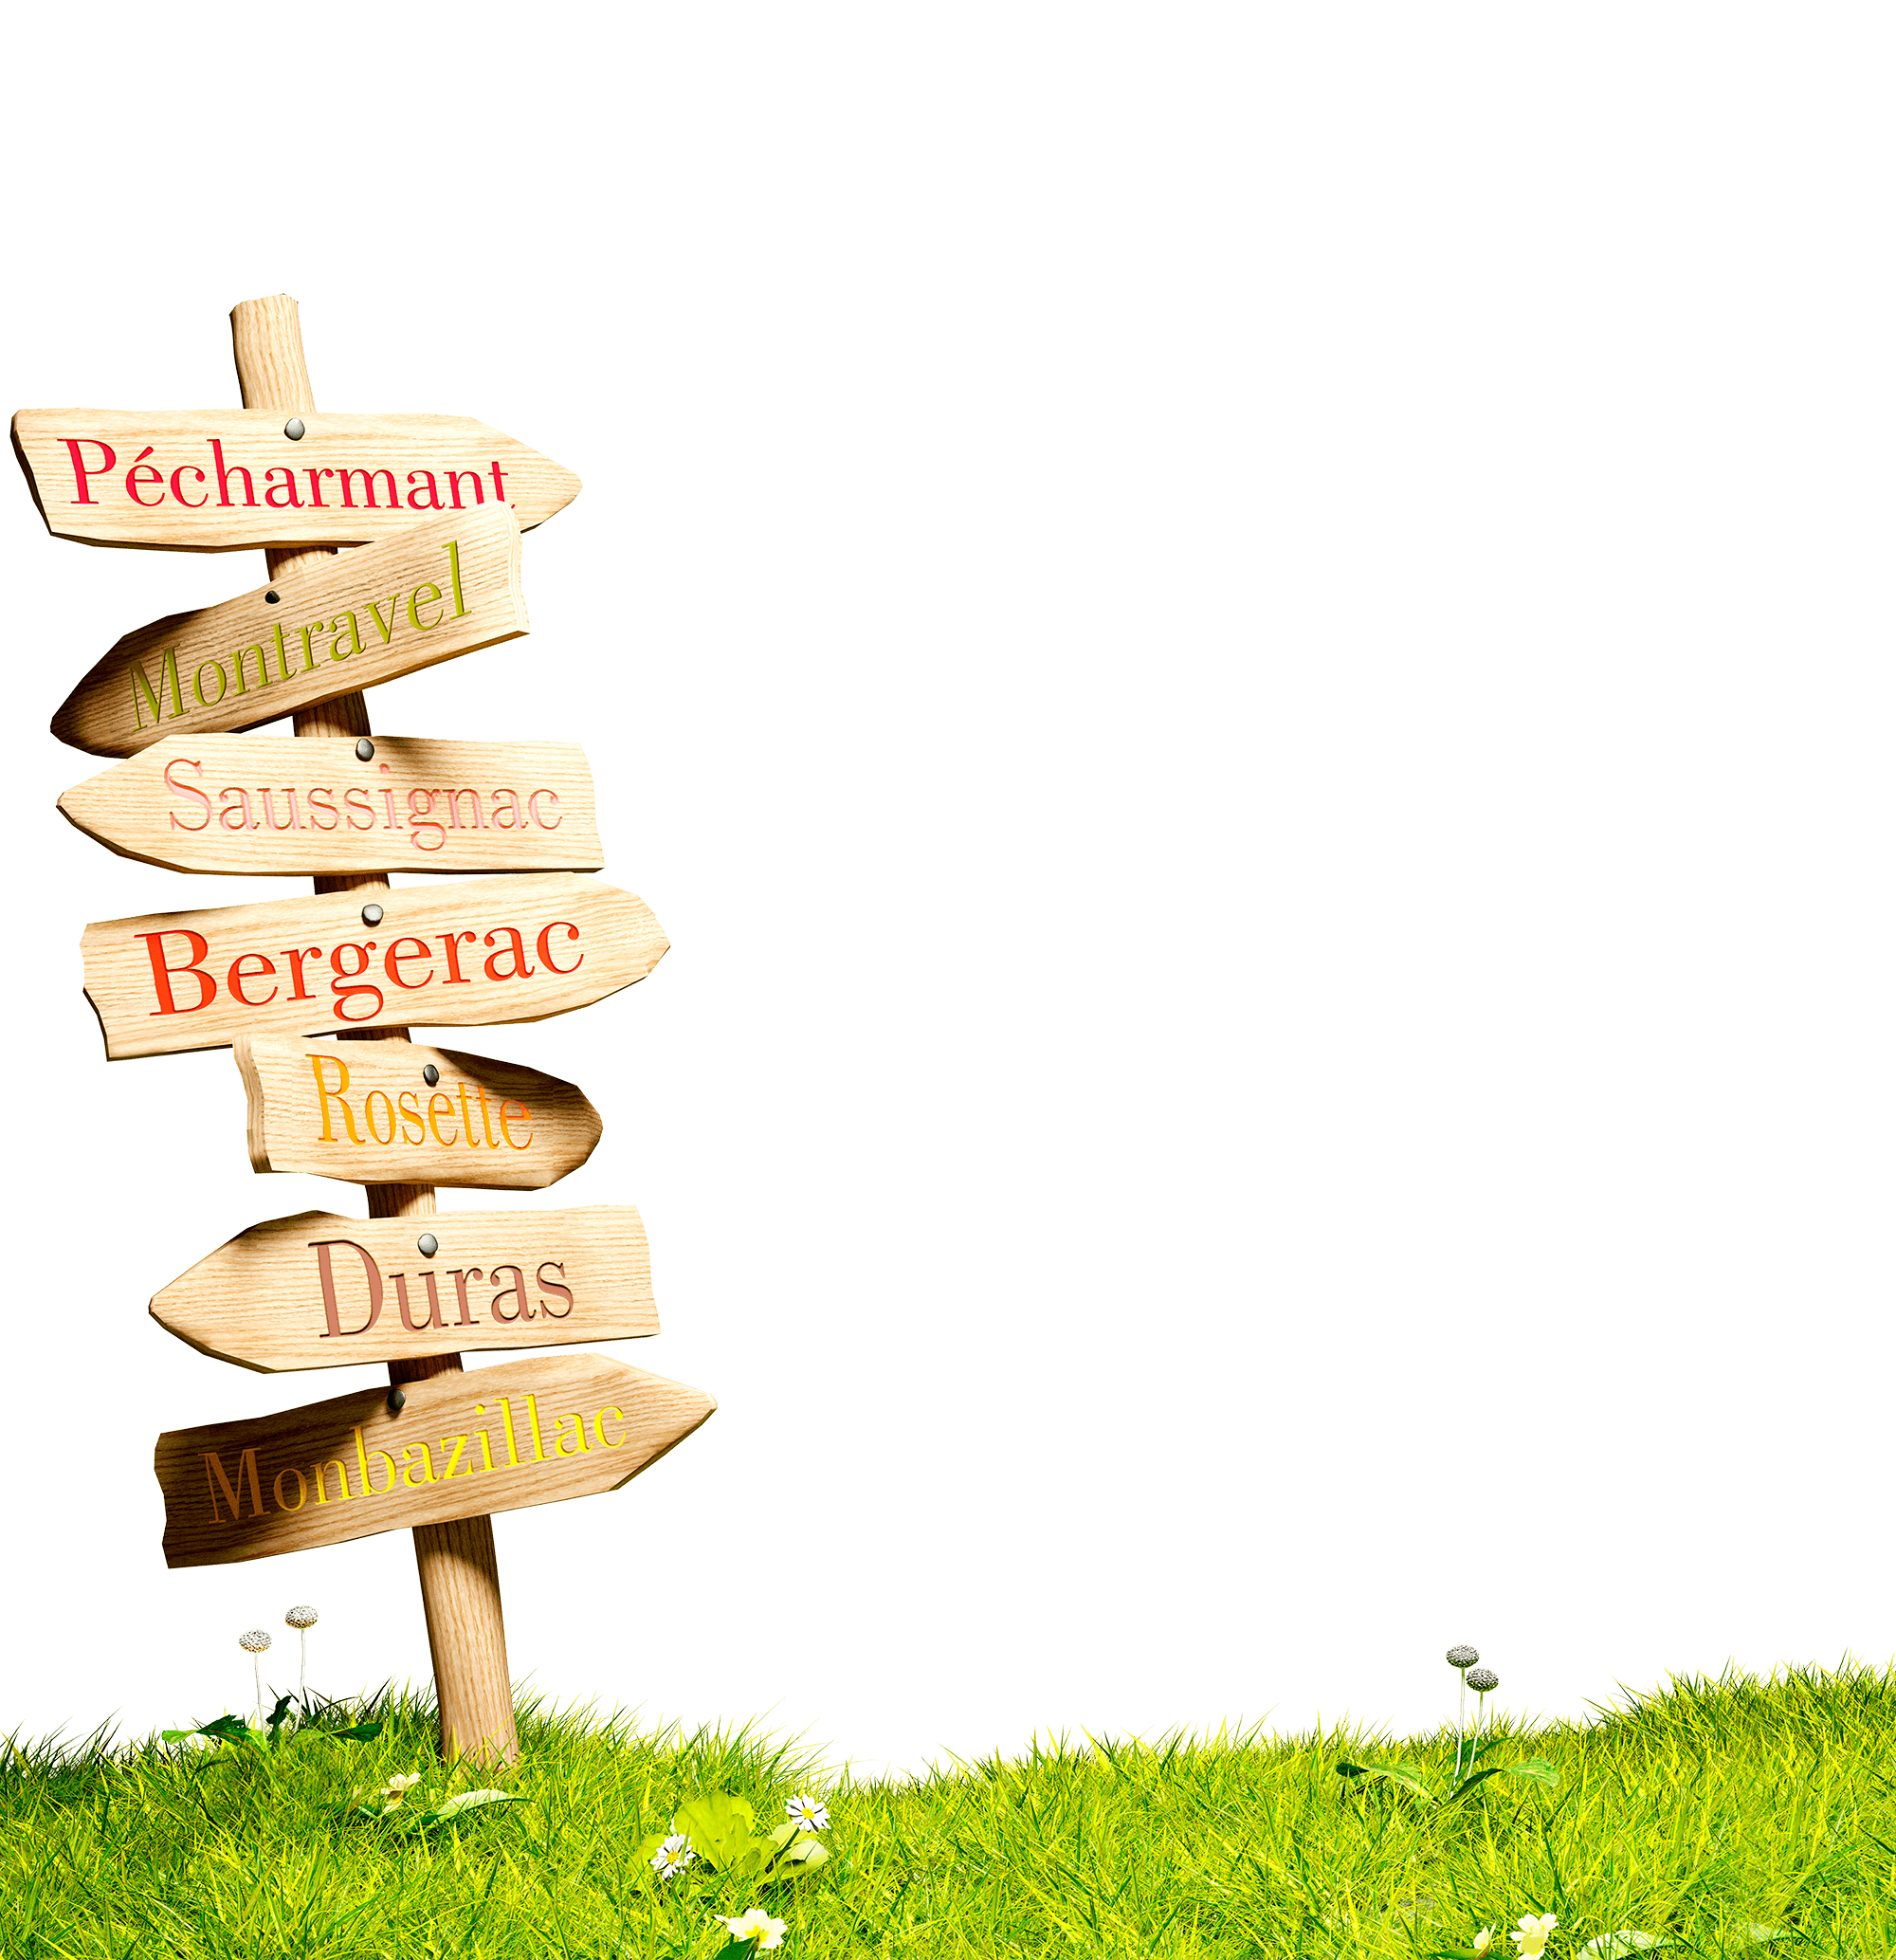 Pécharmant
Montravel
Saussignac
Bergerac
Rosette
Duras
Monbazillac